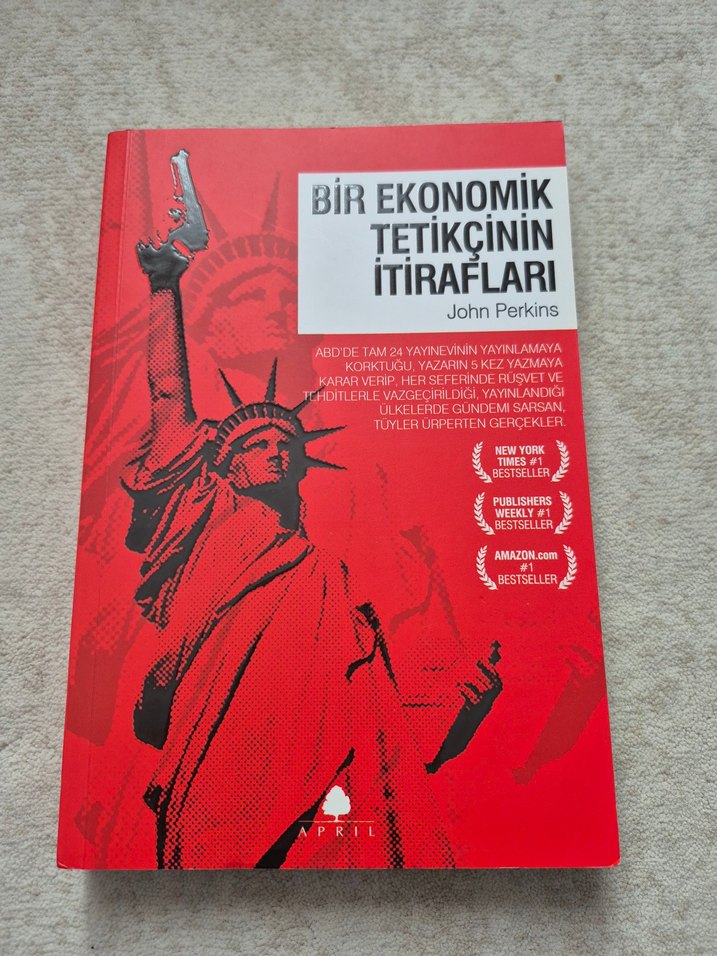 BİR EKONOMİK
TETİKÇİNİN
İTİRAFLARI
John Perkins
ABD'DE TAM 24 YAYINEVİNİN YAYINLAMAYA
KORKTUĞU, YAZARIN 5 KEZ YAZMAYA
KARAR VERİP, HER SEFERİNDE RÜŞVET VE
TEHDİTLERLE VAZGEÇİRİLDİĞİ, YAYINLANDIĞI
ÜLKELERDE GÜNDEMİ SARSAN,
TÜYLER ÜRPERTEN GERÇEKLER.
NEW YORK
TIMES #1
BESTSELLER
PUBLISHERS
WEEKLY #1
BESTSELLER
AMAZON.com
#1
BESTSELLER
APRIL